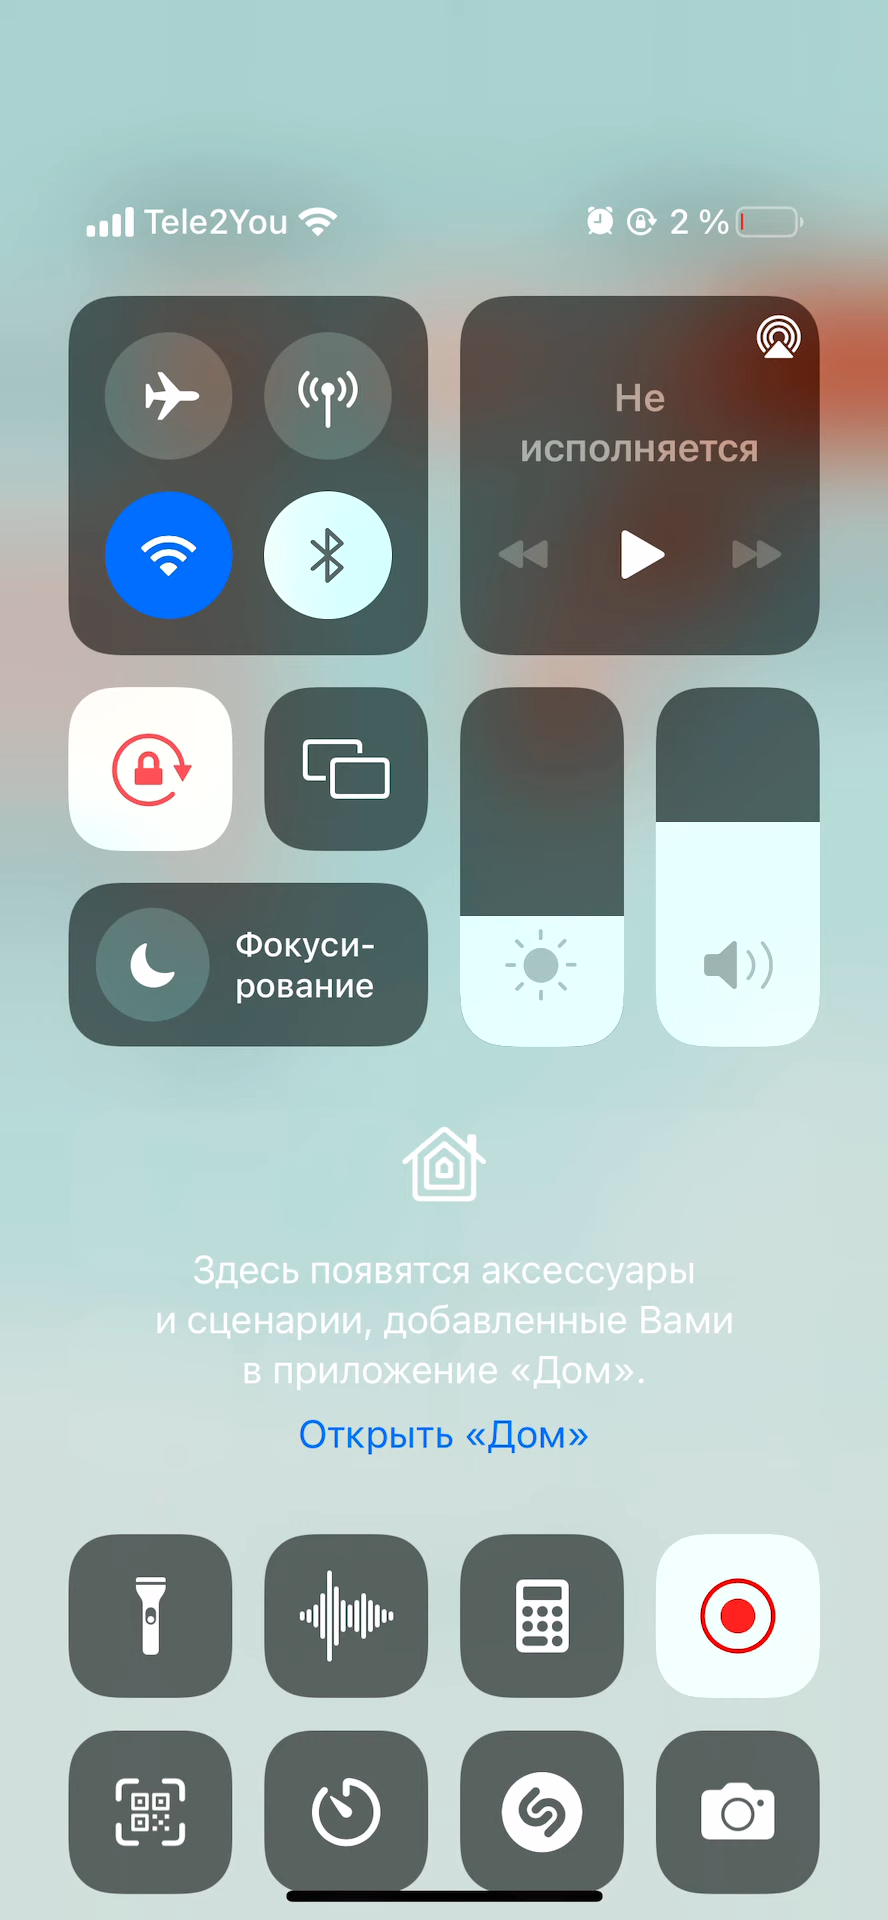 Tele2You
2 %
Не
исполняется
Фокуси-
рование
Здесь появятся аксессуары
и сценарии, добавленные Вами
в приложение «Дом».
Открыть «Дом»